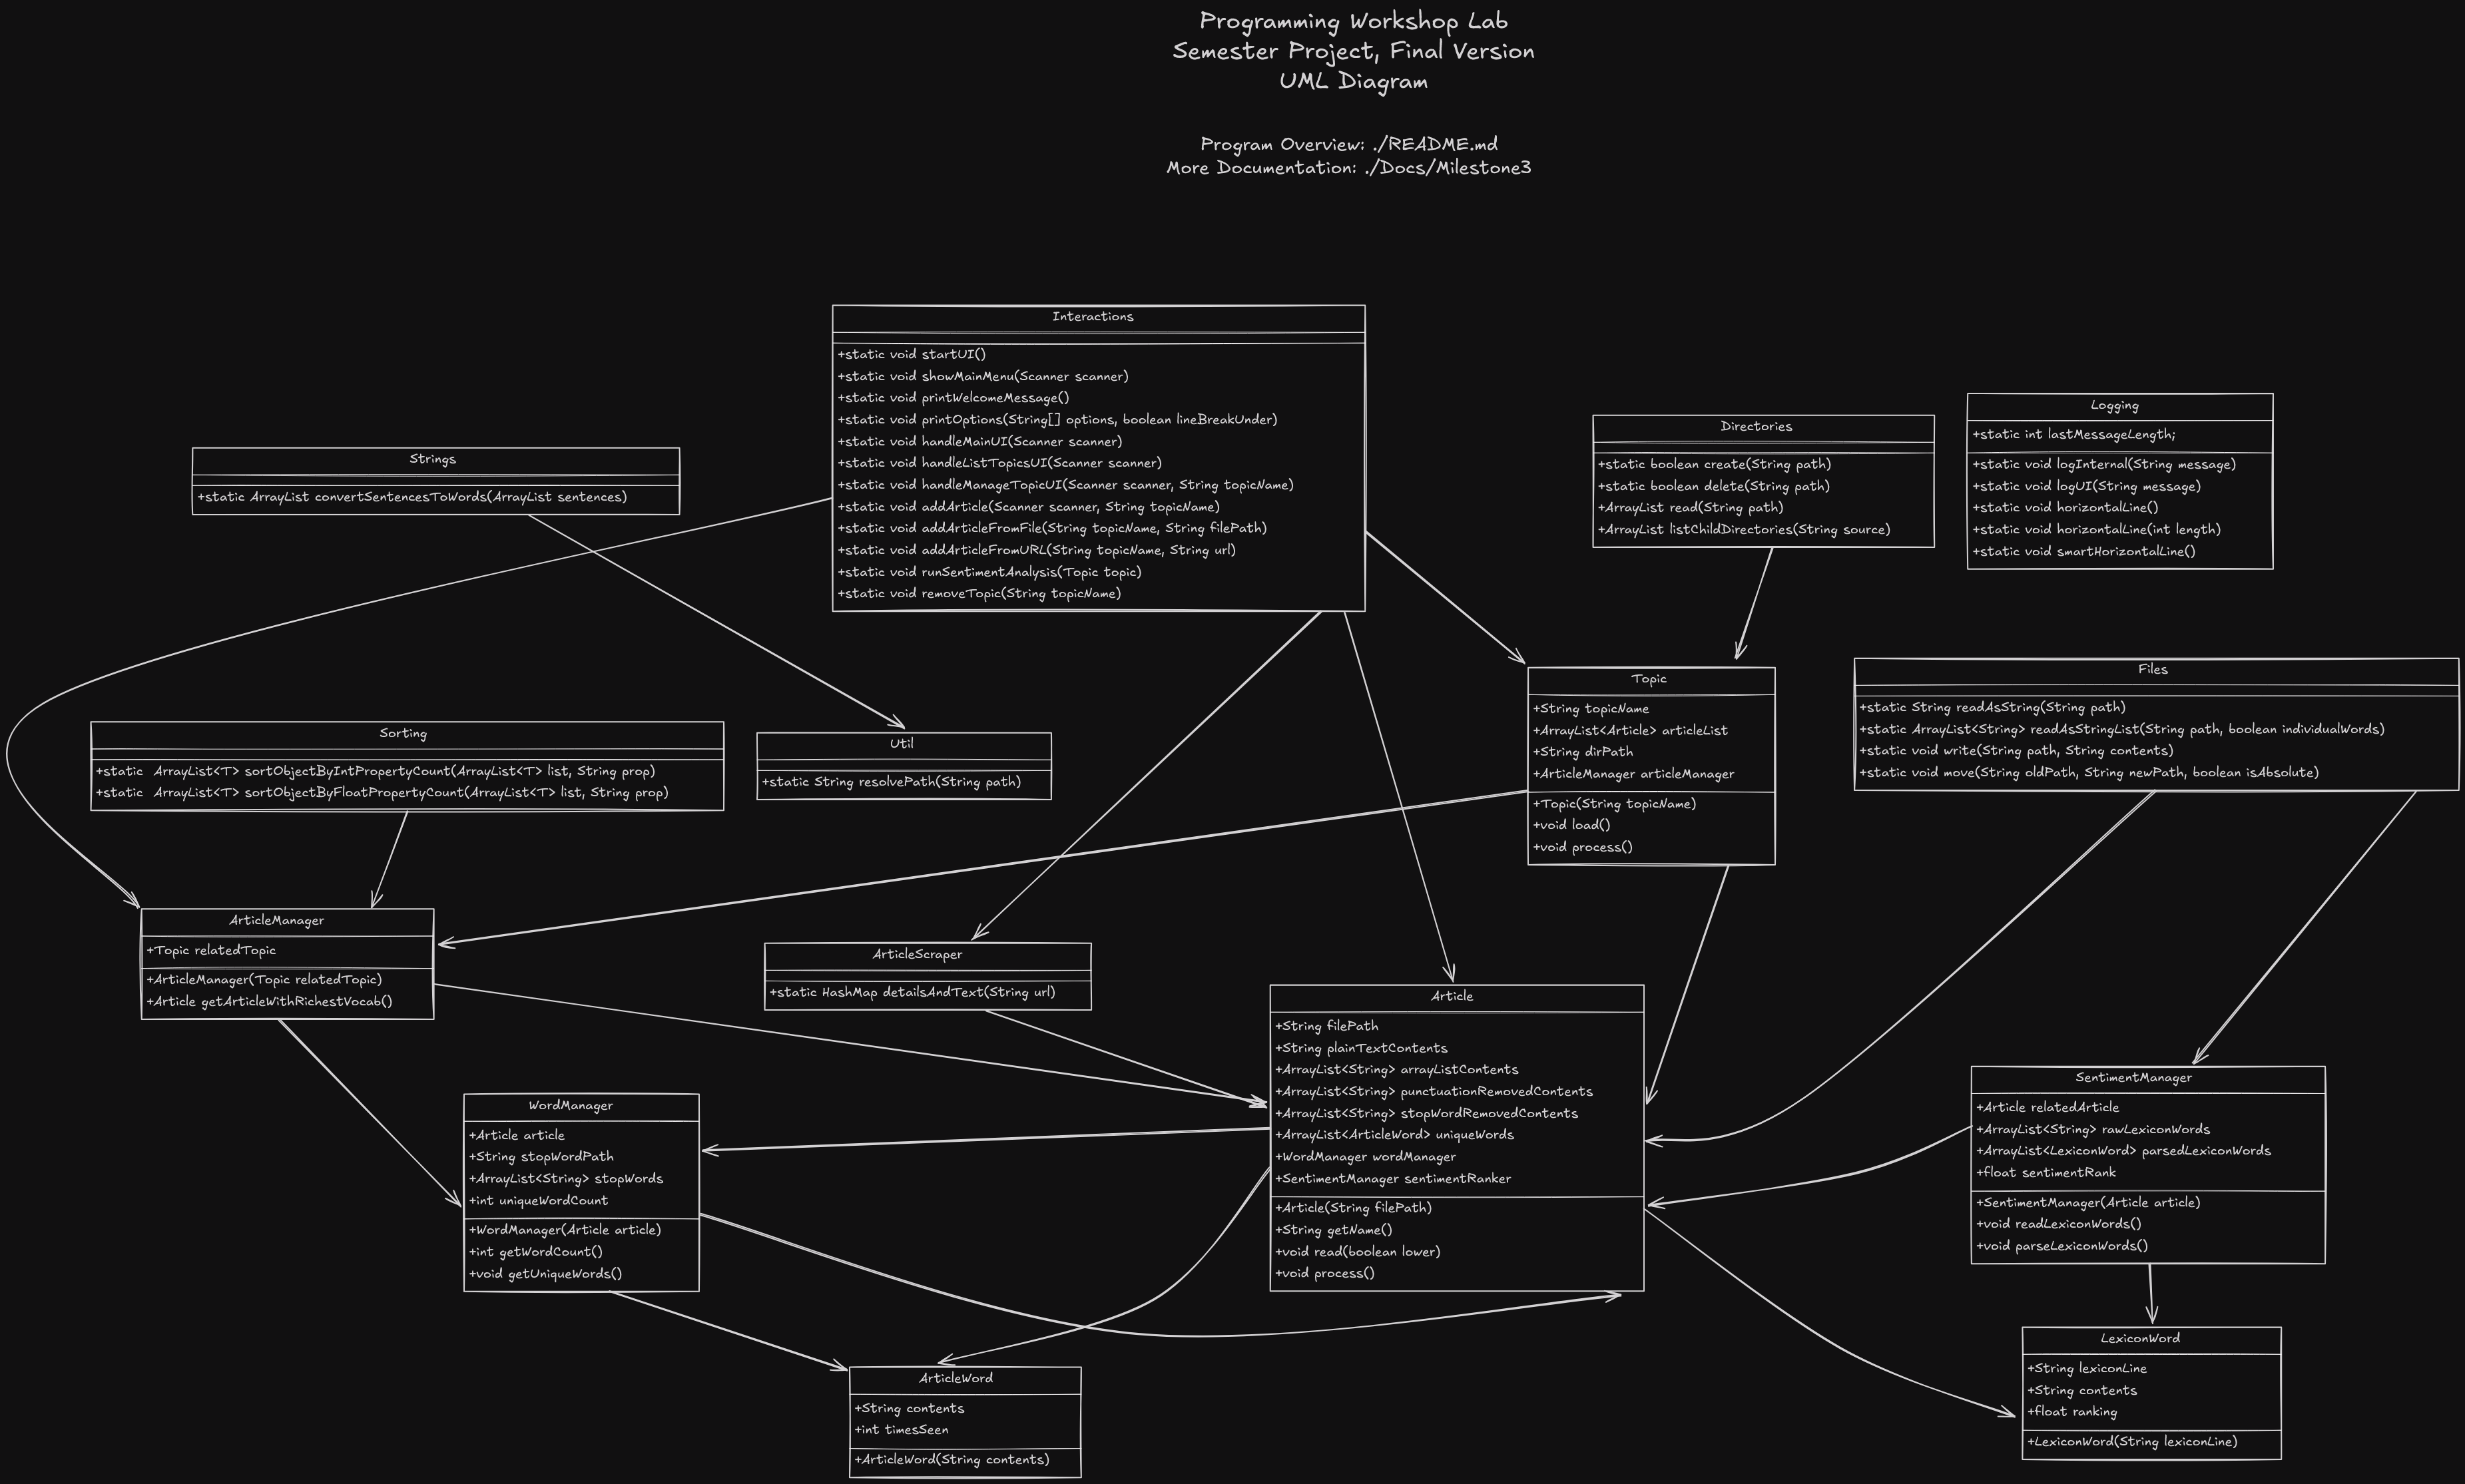 Programming Workshop Lab
Semester Project, Final Version
UML Diagram
Program Overview: ./README.md
More Documentation: ./Docs/Milestone3
Interactions
+static void startUI()
+static void showMainMenu(Scanner scanner)
+static void printWelcomeMessage()
+static void printOptions(String[] options, boolean lineBreakUnder)
+static void handleMainUI(Scanner scanner)
+static void handleListTopicsUI(Scanner scanner)
+static void handleManageTopicUI(Scanner scanner, String topicName)
+static void addArticle(Scanner scanner, String topicName)
+static void addArticleFromFile(String topicName, String filePath)
+static void addArticleFromURL(String topicName, String url)
+static void runSentimentAnalysis(Topic topic)
+static void removeTopic(String topicName)
Logging
+static int lastMessageLength;
+static void logInternal(String message)
+static void logUI(String message)
+static void horizontalLine()
+static void horizontalLine(int length)
+static void smartHorizontalLine()
Directories
+static boolean create(String path)
+static boolean delete(String path)
+ArrayList read(String path)
+ArrayList listChildDirectories(String source)
Strings
+static ArrayList convertSentencesToWords(ArrayList sentences)
Files
+static String readAsString(String path)
+static ArrayList<String> readAsStringList(String path, boolean individualWords)
+static void write(String path, String contents)
+static void move(String oldPath, String newPath, boolean isAbsolute)
Topic
+String topicName
+ArrayList<Article> articleList
+String dirPath
+ArticleManager articleManager
+Topic(String topicName)
+void load()
+void process()
Sorting
+static  ArrayList<T> sortObjectByIntPropertyCount(ArrayList<T> list, String prop)
+static  ArrayList<T> sortObjectByFloatPropertyCount(ArrayList<T> list, String prop)
Util
+static String resolvePath(String path)
ArticleManager
+Topic relatedTopic
+ArticleManager(Topic relatedTopic)
+Article getArticleWithRichestVocab()
ArticleScraper
+static HashMap detailsAndText(String url)
Article
+String filePath
+String plainTextContents
+ArrayList<String> arrayListContents
+ArrayList<String> punctuationRemovedContents
+ArrayList<String> stopWordRemovedContents
+ArrayList<ArticleWord> uniqueWords
+WordManager wordManager
+SentimentManager sentimentRanker
+Article(String filePath)
+String getName()
+void read(boolean lower)
+void process()
SentimentManager
+Article relatedArticle
+ArrayList<String> rawLexiconWords
+ArrayList<LexiconWord> parsedLexiconWords
+float sentimentRank
+SentimentManager(Article article)
+void readLexiconWords()
+void parseLexiconWords()
WordManager
+Article article
+String stopWordPath
+ArrayList<String> stopWords
+int uniqueWordCount
+WordManager(Article article)
+int getWordCount()
+void getUniqueWords()
LexiconWord
+String lexiconLine
+String contents
+float ranking
+LexiconWord(String lexiconLine)
ArticleWord
+String contents
+int timesSeen
+ArticleWord(String contents)